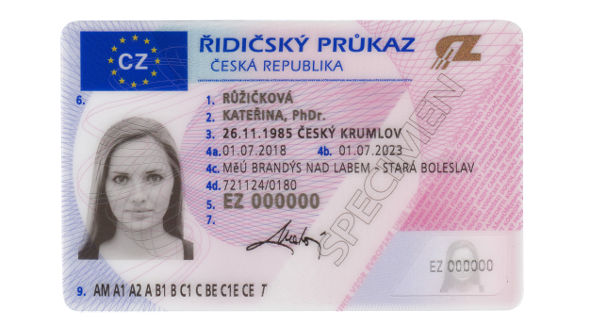 CZ
ŘIDIČSKÝ PRŮKAZ
ČESKÁ REPUBLIKA
CZ
6.
1. RŮŽIČKOVÁ
2. KATEŘINA, PhDr.
3. 26.11.1985 ČESKÝ KRUMLOV
4a. 01.07.2018 4b. 01.07.2023
4c. MěÚ BRANDÝS NAD LABEM - STARÁ BOLESLAV
4d. 721124/0180
5. EZ 000000
7.
SPECIMEN
EZ 000000
9. AM A1 A2 A B1 B C1 C BE C1E CE T